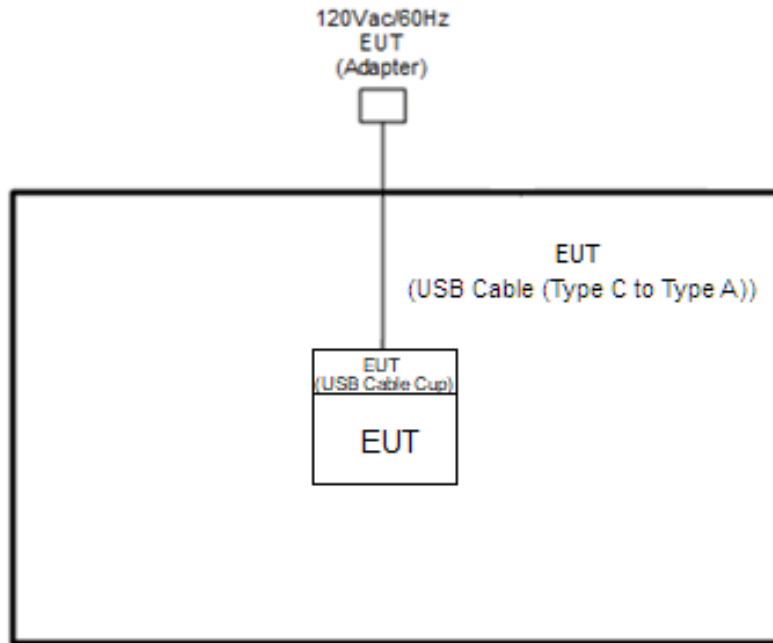 120Vac/60Hz
EUT
(Adapter)
EUT
(USB Cable (Type C to Type A))
EUT
(USB Cable Cup)
EUT